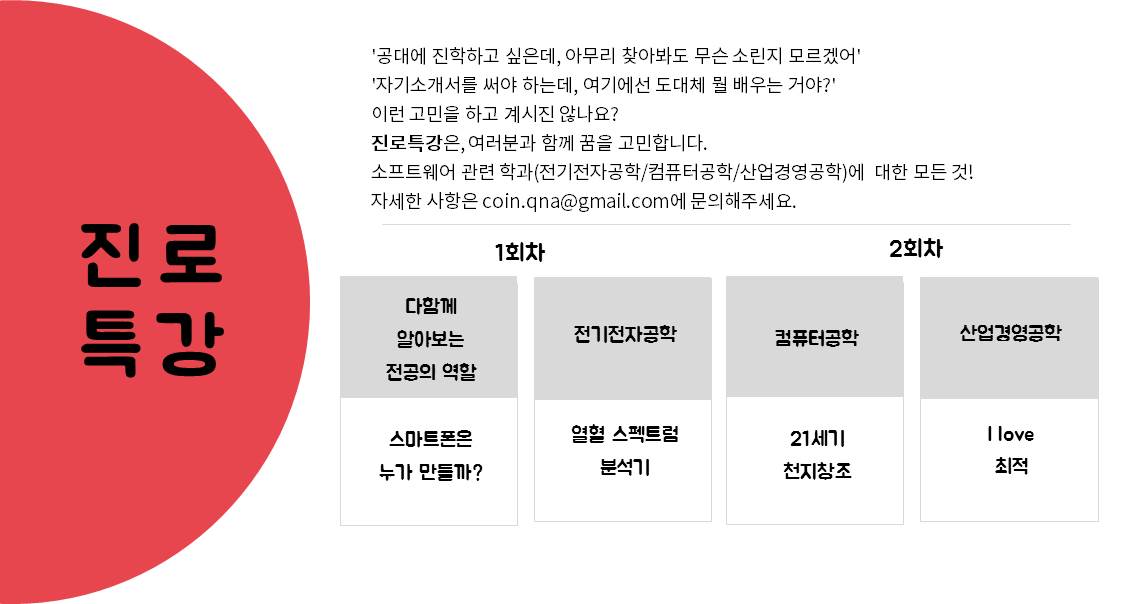 진로
특강
'공대에 진학하고 싶은데, 아무리 찾아봐도 무슨 소린지 모르겠어'
'자기소개서를 써야 하는데, 여기에선 도대체 뭘 배우는 거야?'
이런 고민을 하고 계시진 않나요?
진로특강은, 여러분과 함께 꿈을 고민합니다.
소프트웨어 관련 학과(전기전자공학/컴퓨터공학/산업경영공학)에 대한 모든 것!
자세한 사항은 coin.qna@gmail.com에 문의해주세요.
1회차
2회차
다함께
알아보는
전공의 역할
스마트폰은
누가 만들까?
전기전자공학
열혈 스펙트럼
분석기
컴퓨터공학
21세기
천지창조
산업경영공학
I love
최적